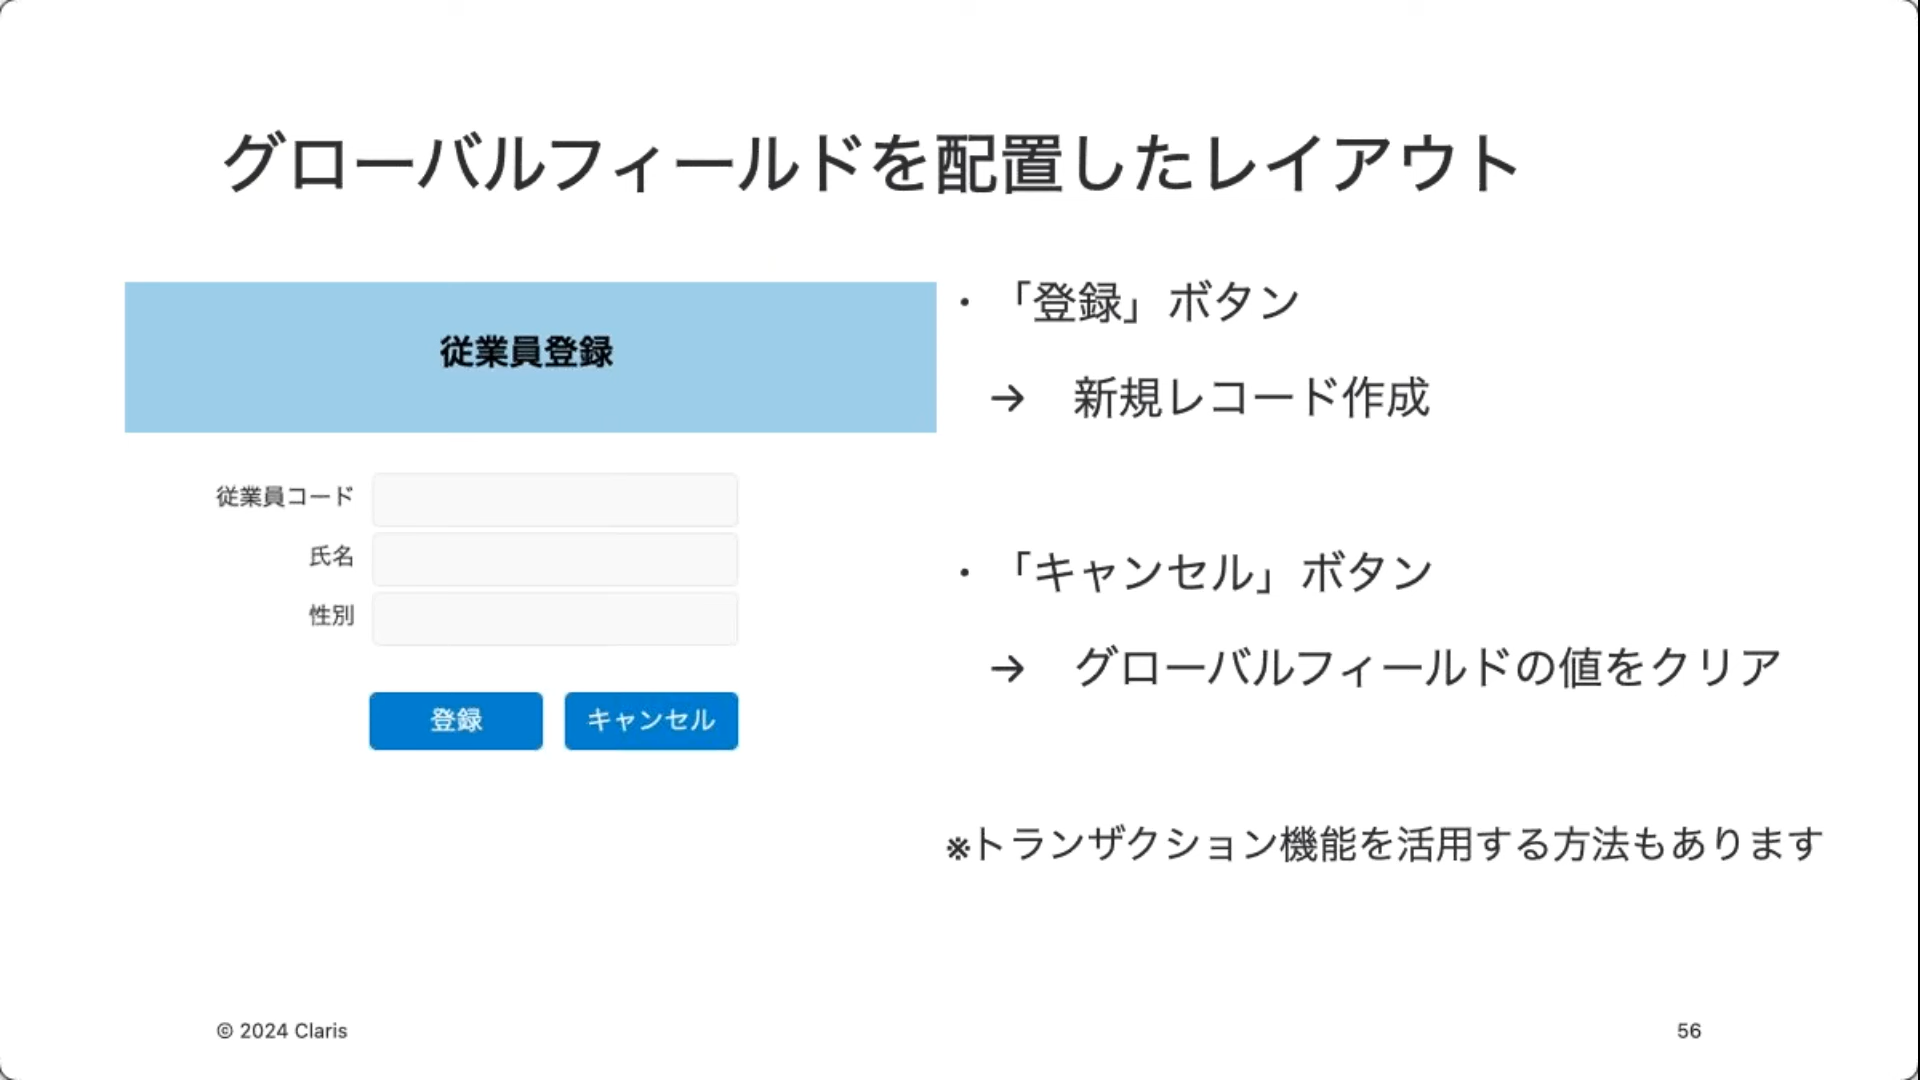 グローバルフィールドを配置したレイアウト
従業員登録
従業員コード
氏名
性別
登録 キャンセル
・「登録」ボタン
→ 新規レコード作成
・「キャンセル」ボタン
→ グローバルフィールドの値をクリア
※トランザクション機能を活用する方法もあります
© 2024 Claris
56